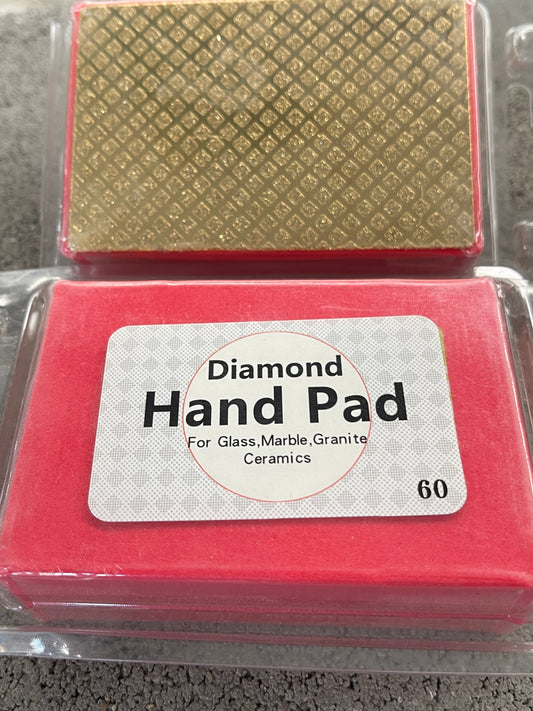 Diamond
Hand Pad
For Glass,Marble,Granite
Ceramics
60